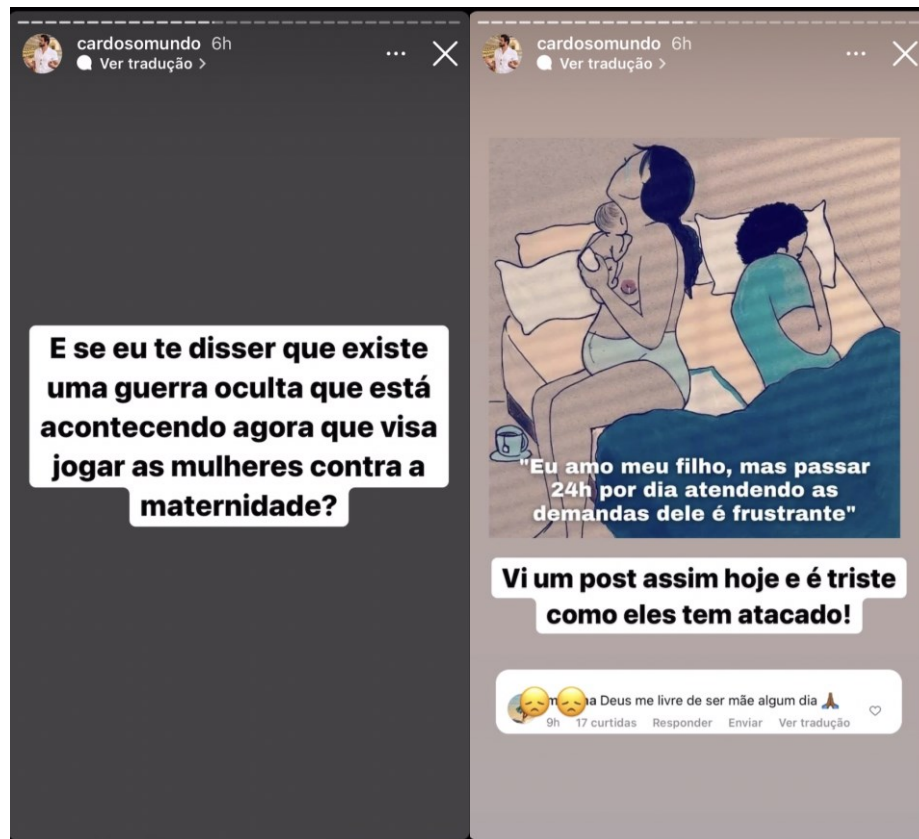 cardosomundo 6h
Ver tradução >
E se eu te disser que existe
uma guerra oculta que está
acontecendo agora que visa
jogar as mulheres contra a
maternidade?
cardosomundo 6h
Ver tradução >
"Eu amo meu filho, mas passar
24h por dia atendendo as
demandas dele é frustrante"
Vi um post assim hoje e é triste
como eles tem atacado!
Deus me livre de ser mãe algum dia 🙏🏾
9h 17 curtidas Responder Enviar Ver tradução